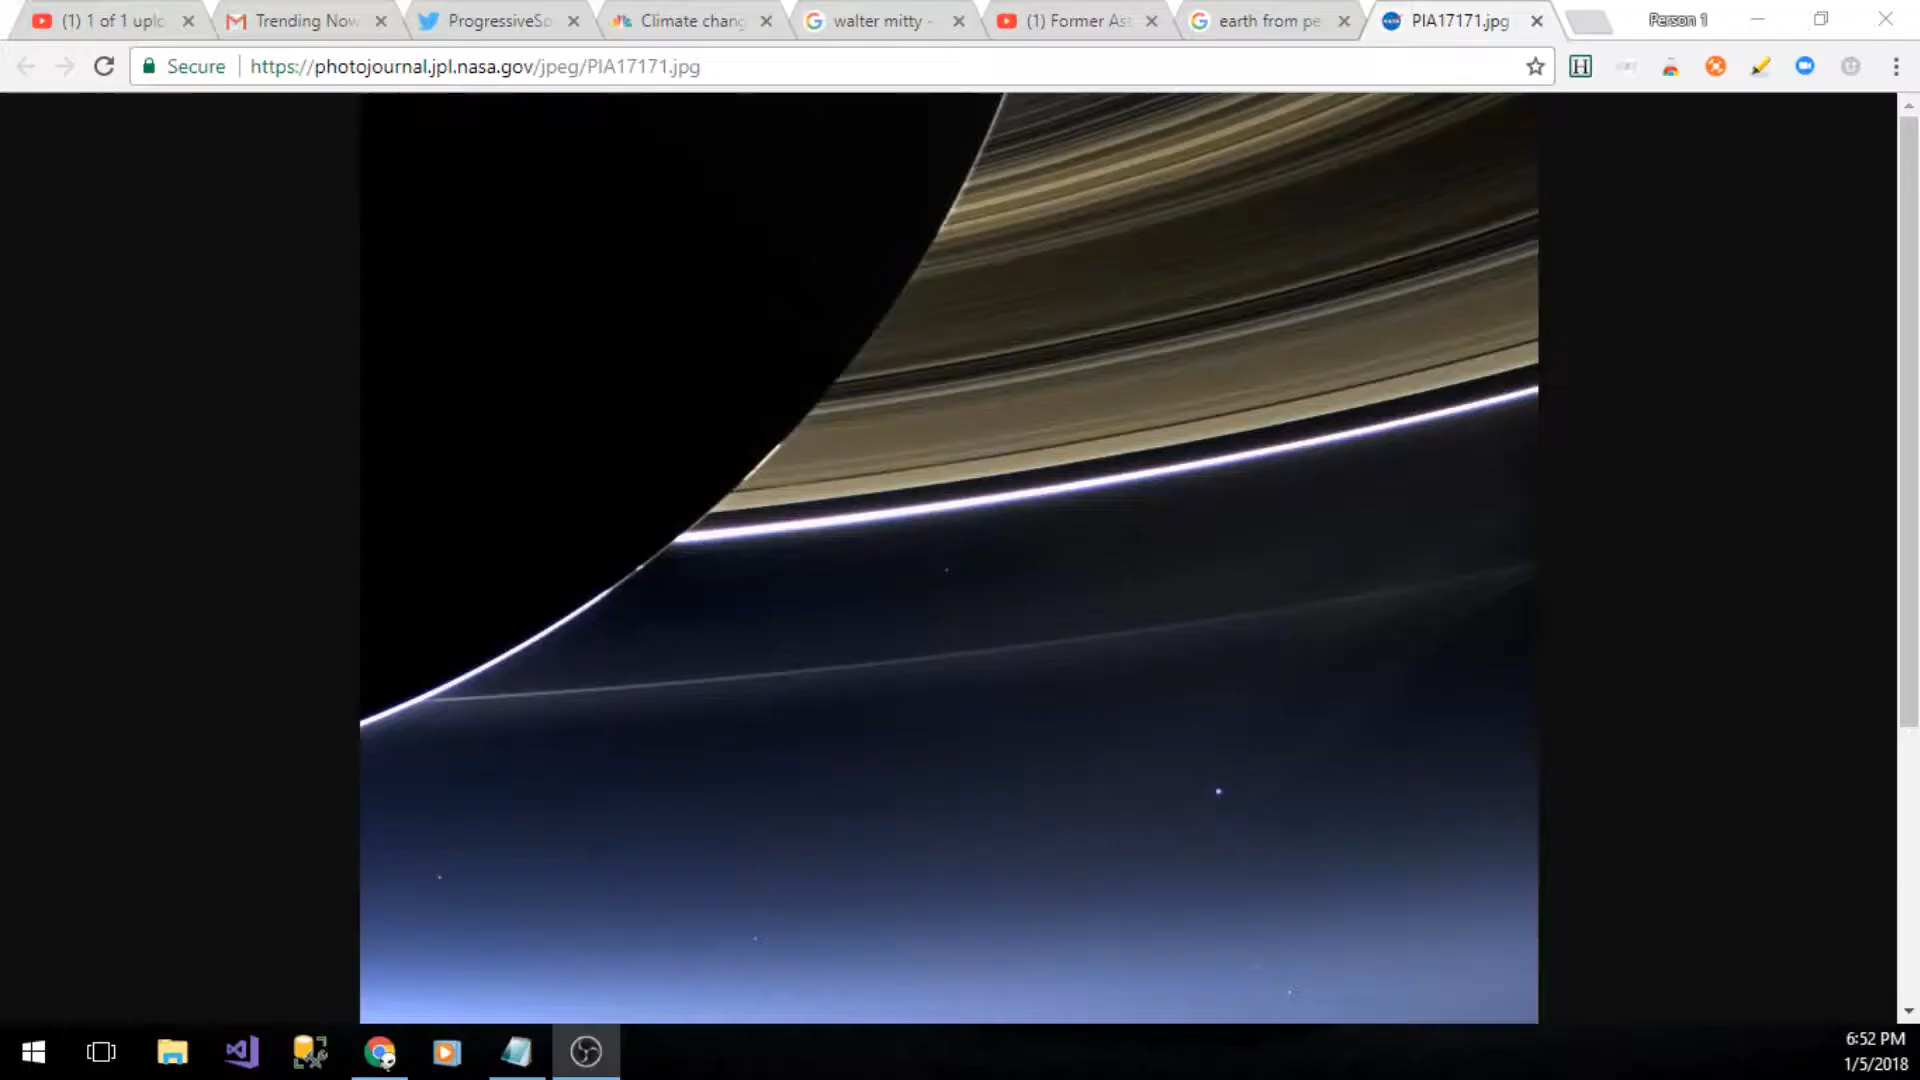 (1) 1 of 1 uplc
Trending Now
ProgressiveSo
Climate chang
walter mitty -
(1) Former Ast
earth from pe
PIA17171.jpg
Person 1
Secure
https://photojournal.jpl.nasa.gov/jpeg/PIA17171.jpg
H
6:52 PM
1/5/2018